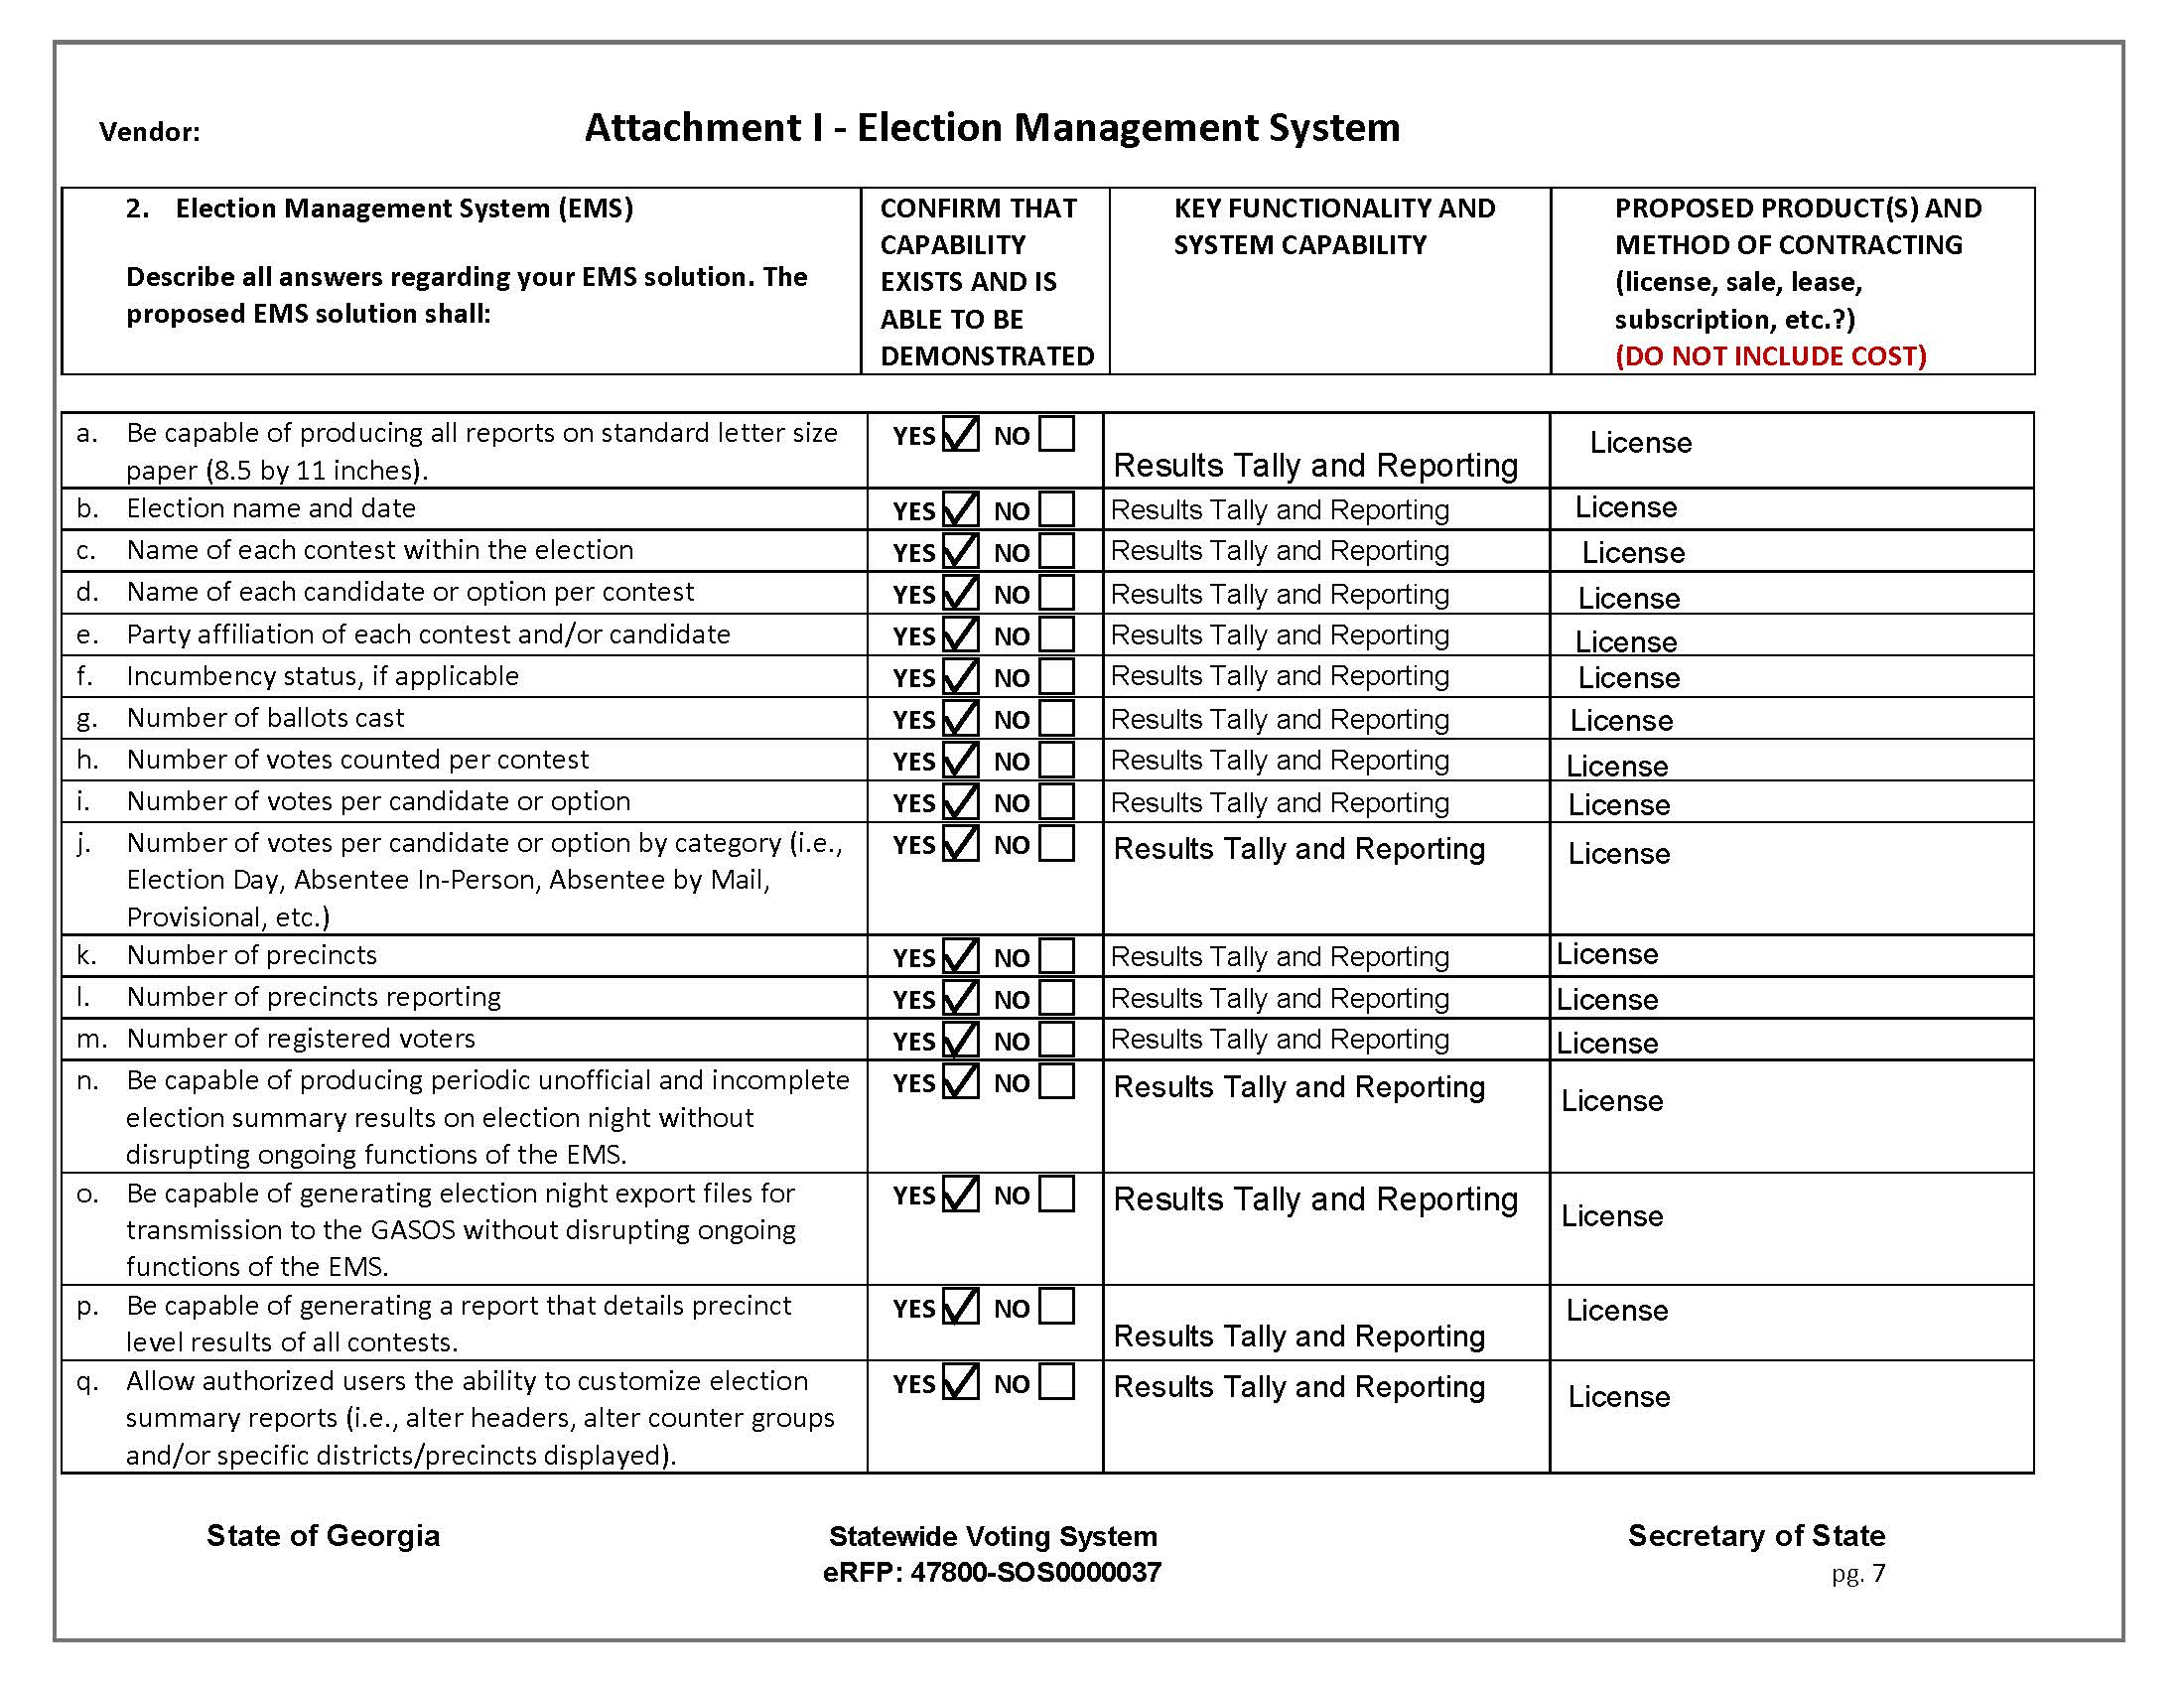 Vendor:
Attachment I - Election Management System
2. Election Management System (EMS)
Describe all answers regarding your EMS solution. The
proposed EMS solution shall:
CONFIRM THAT
CAPABILITY
EXISTS AND IS
ABLE TO BE
DEMONSTRATED
KEY FUNCTIONALITY AND
SYSTEM CAPABILITY
PROPOSED PRODUCT(S) AND
METHOD OF CONTRACTING
(license, sale, lease,
subscription, etc.?)
(DO NOT INCLUDE COST)
a. Be capable of producing all reports on standard letter size
paper (8.5 by 11 inches).
YES NO
Results Tally and Reporting
License
b. Election name and date
YES NO
Results Tally and Reporting
License
c. Name of each contest within the election
YES NO
Results Tally and Reporting
License
d. Name of each candidate or option per contest
YES NO
Results Tally and Reporting
License
e. Party affiliation of each contest and/or candidate
YES NO
Results Tally and Reporting
License
f. Incumbency status, if applicable
YES NO
Results Tally and Reporting
License
g. Number of ballots cast
YES NO
Results Tally and Reporting
License
h. Number of votes counted per contest
YES NO
Results Tally and Reporting
License
i. Number of votes per candidate or option
YES NO
Results Tally and Reporting
License
j. Number of votes per candidate or option by category (i.e.,
Election Day, Absentee In-Person, Absentee by Mail,
Provisional, etc.)
YES NO
Results Tally and Reporting
License
k. Number of precincts
YES NO
Results Tally and Reporting
License
l. Number of precincts reporting
YES NO
Results Tally and Reporting
License
m. Number of registered voters
YES NO
Results Tally and Reporting
License
n. Be capable of producing periodic unofficial and incomplete
election summary results on election night without
disrupting ongoing functions of the EMS.
YES NO
Results Tally and Reporting
License
o. Be capable of generating election night export files for
transmission to the GASOS without disrupting ongoing
functions of the EMS.
YES NO
Results Tally and Reporting
License
p. Be capable of generating a report that details precinct
level results of all contests.
YES NO
Results Tally and Reporting
License
q. Allow authorized users the ability to customize election
summary reports (i.e., alter headers, alter counter groups
and/or specific districts/precincts displayed).
YES NO
Results Tally and Reporting
License
State of Georgia
Statewide Voting System
eRFP: 47800-SOS0000037
Secretary of State
pg. 7